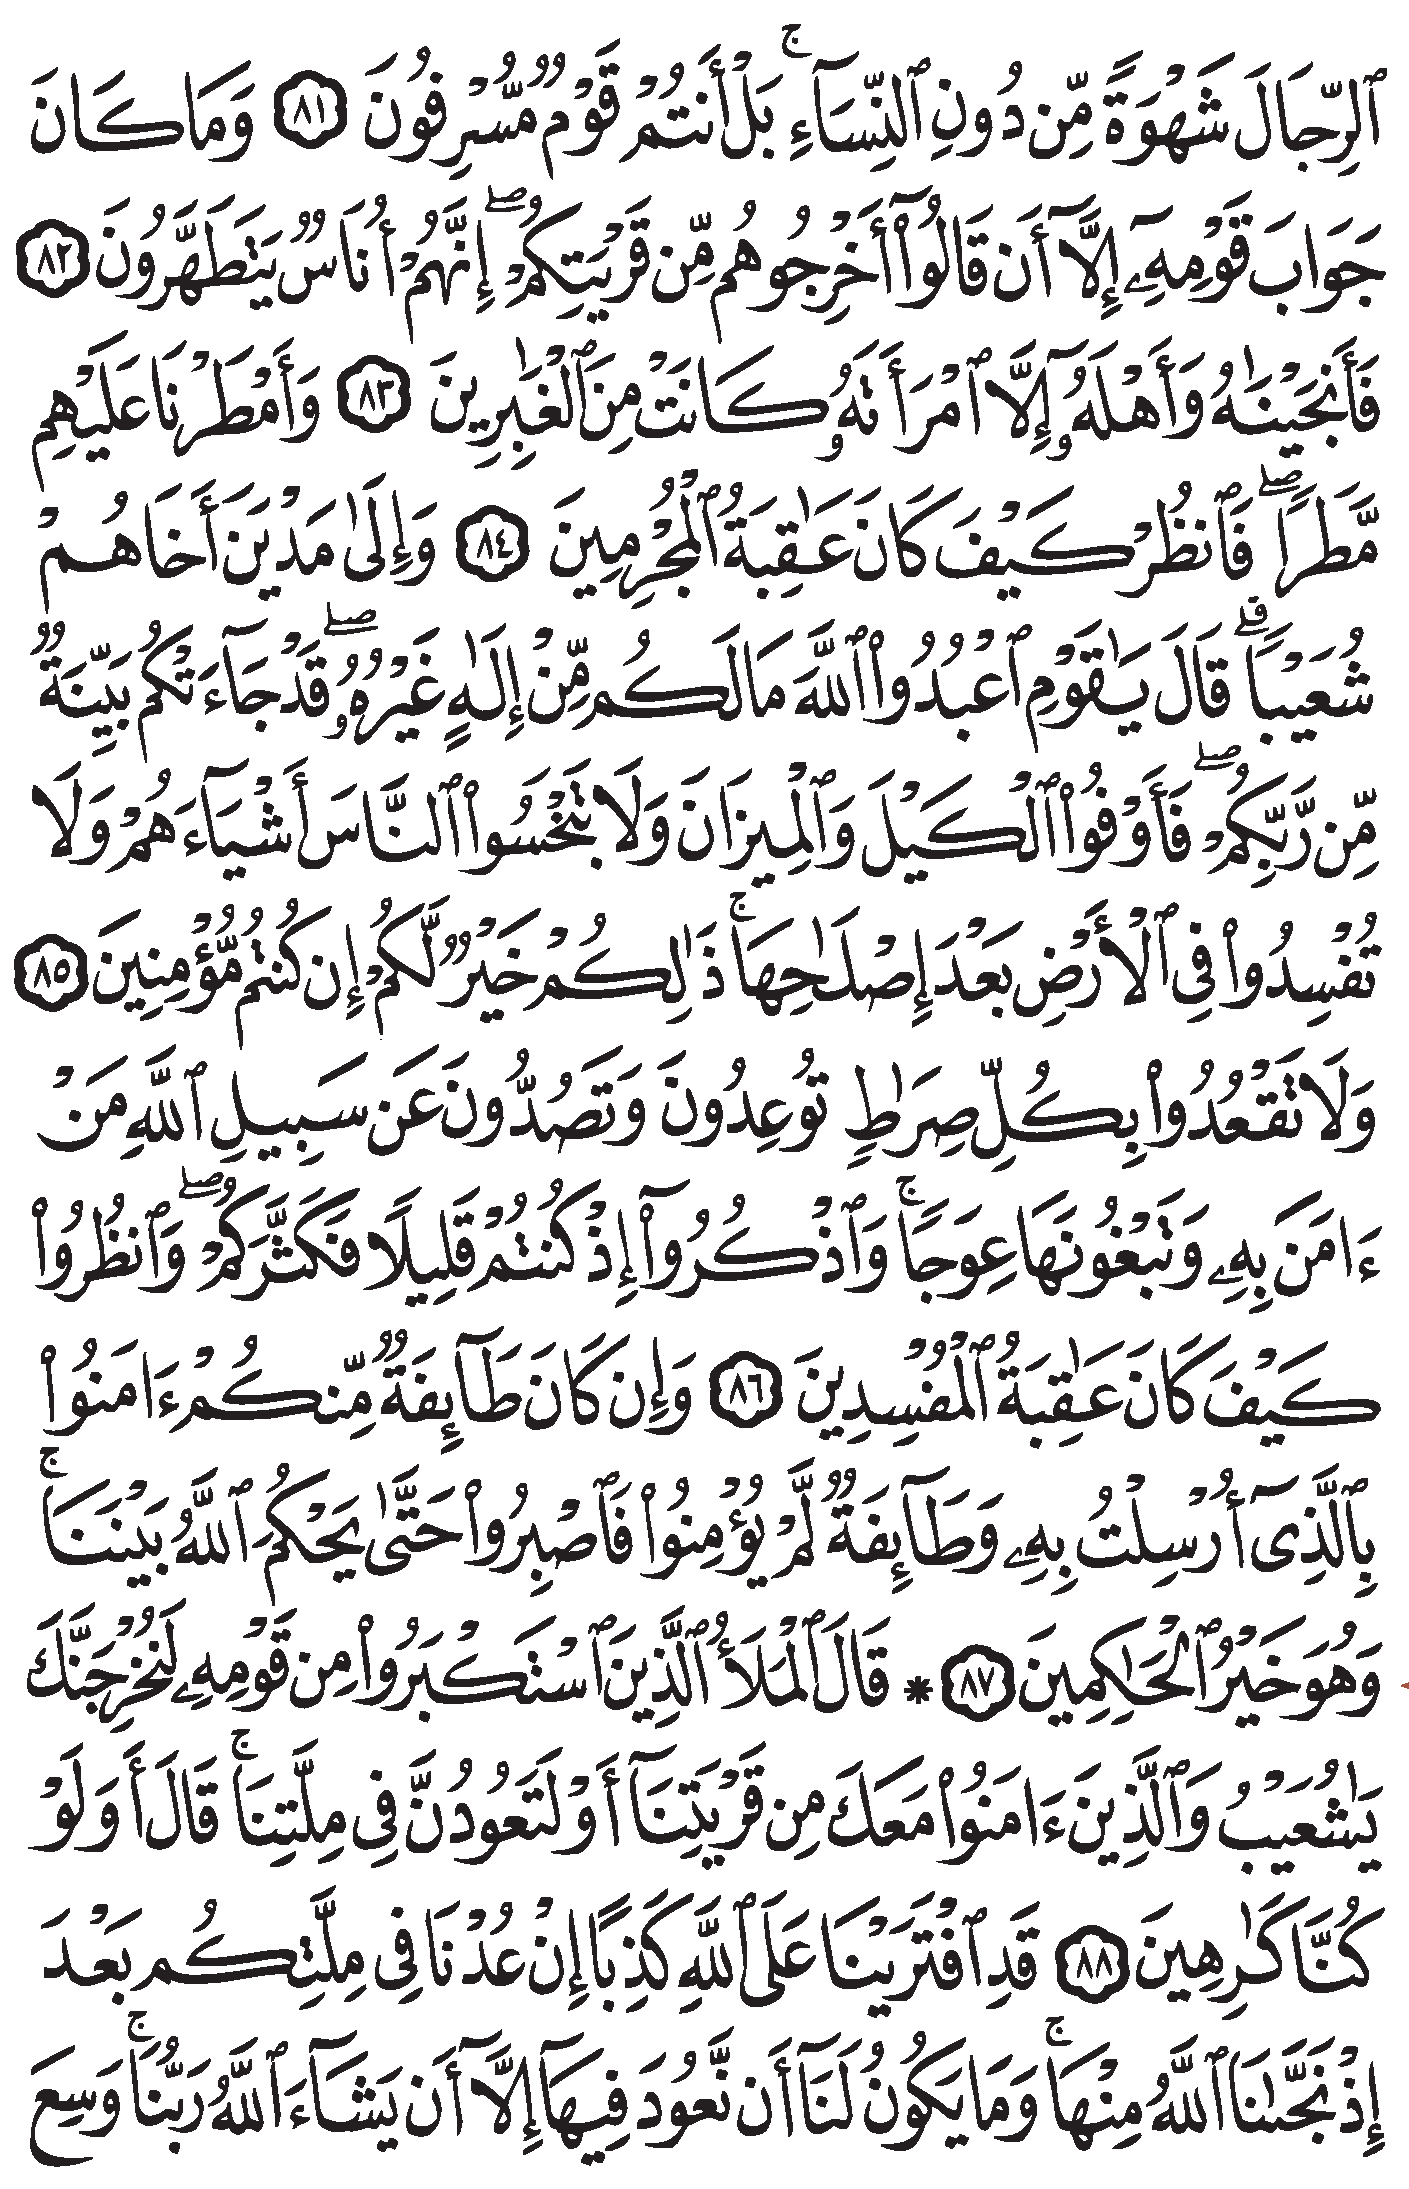 ٱلرِّجَالَ شَهْوَةً مِّن دُونِ ٱلنِّسَآءِ ۚ بَلْ أَنتُمْ قَوْمٌ مُّسْرِفُونَ ٨١ وَمَا كَانَ
جَوَابَ قَوْمِهِۦٓ إِلَّآ أَن قَالُوٓا۟ أَخْرِجُوهُم مِّن قَرْيَتِكُمْ ۖ إِنَّهُمْ أُنَاسٌ يَتَطَهَّرُونَ ٨٢
فَأَنجَيْنَـٰهُ وَأَهْلَهُۥٓ إِلَّا ٱمْرَأَتَهُۥ كَانَتْ مِنَ ٱلْغَـٰبِرِينَ ٨٣ وَأَمْطَرْنَا عَلَيْهِم
مَّطَرًا ۖ فَٱنظُرْ كَيْفَ كَانَ عَـٰقِبَةُ ٱلْمُجْرِمِينَ ٨٤ وَإِلَىٰ مَدْيَنَ أَخَاهُمْ
شُعَيْبًا ۗ قَالَ يَـٰقَوْمِ ٱعْبُدُوا۟ ٱللَّهَ مَا لَكُم مِّنْ إِلَـٰهٍ غَيْرُهُۥ ۖ قَدْ جَآءَتْكُم بَيِّنَةٌ
مِّن رَّبِّكُمْ ۖ فَأَوْفُوا۟ ٱلْكَيْلَ وَٱلْمِيزَانَ وَلَا تَبْخَسُوا۟ ٱلنَّاسَ أَشْيَآءَهُمْ وَلَا
تُفْسِدُوا۟ فِى ٱلْأَرْضِ بَعْدَ إِصْلَـٰحِهَا ۚ ذَٰلِكُمْ خَيْرٌ لَّكُمْ إِن كُنتُم مُّؤْمِنِينَ ٨٥
وَلَا تَقْعُدُوا۟ بِكُلِّ صِرَٰطٍ تُوعِدُونَ وَتَصُدُّونَ عَن سَبِيلِ ٱللَّهِ مَنْ
ءَامَنَ بِهِۦ وَتَبْغُونَهَا عِوَجًا ۚ وَٱذْكُرُوٓا۟ إِذْ كُنتُمْ قَلِيلًا فَكَثَّرَكُمْ ۖ وَٱنظُرُوا۟
كَيْفَ كَانَ عَـٰقِبَةُ ٱلْمُفْسِدِينَ ٨٦ وَإِن كَانَ طَآئِفَةٌ مِّنكُمْ ءَامَنُوا۟
بِٱلَّذِىٓ أُرْسِلْتُ بِهِۦ وَطَآئِفَةٌ لَّمْ يُؤْمِنُوا۟ فَٱصْبِرُوا۟ حَتَّىٰ يَحْكُمَ ٱللَّهُ بَيْنَنَا ۚ
وَهُوَ خَيْرُ ٱلْحَـٰكِمِينَ ٨٧ * قَالَ ٱلْمَلَأُ ٱلَّذِينَ ٱسْتَكْبَرُوا۟ مِن قَوْمِهِۦ لَنُخْرِجَنَّكَ
يَـٰشُعَيْبُ وَٱلَّذِينَ ءَامَنُوا۟ مَعَكَ مِن قَرْيَتِنَآ أَوْ لَتَعُودُنَّ فِى مِلَّتِنَا ۚ قَالَ أَوَلَوْ
كُنَّا كَـٰرِهِينَ ٨٨ قَدِ ٱفْتَرَيْنَا عَلَى ٱللَّهِ كَذِبًا إِنْ عُدْنَا فِى مِلَّتِكُم بَعْدَ
إِذْ نَجَّىٰنَا ٱللَّهُ مِنْهَا ۚ وَمَا يَكُونُ لَنَآ أَن نَّعُودَ فِيهَآ إِلَّآ أَن يَشَآءَ ٱللَّهُ رَبُّنَا ۚ وَسِعَ